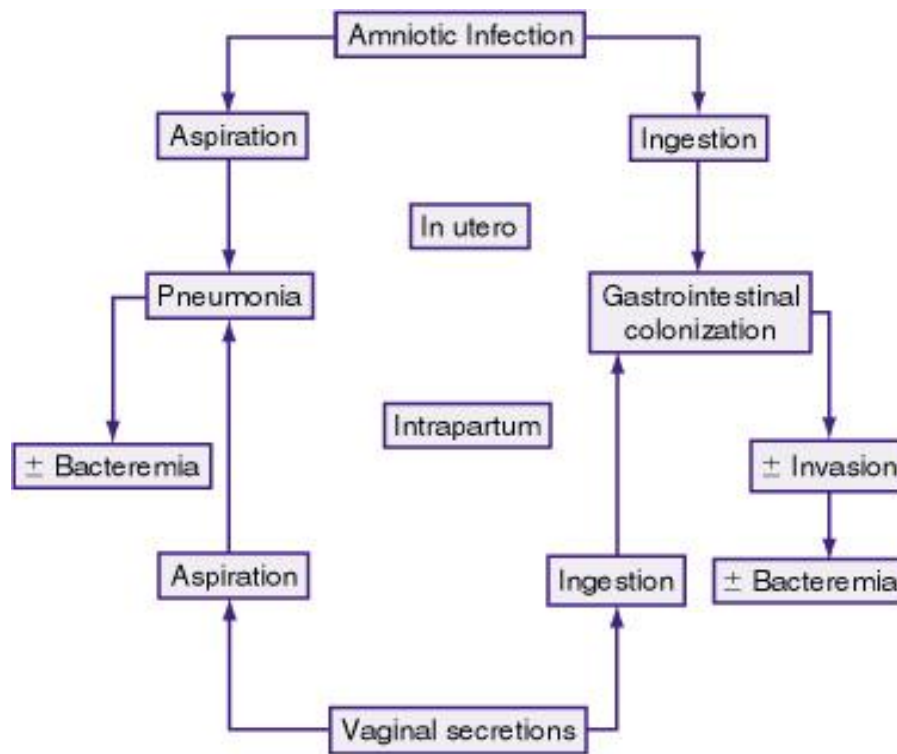 Amniotic Infection
Aspiration
Ingestion
In utero
Pneumonia
Gastrointestinal
colonization
Intrapartum
± Bacteremia
± Invasion
Aspiration
Ingestion
± Bacteremia
Vaginal secretions